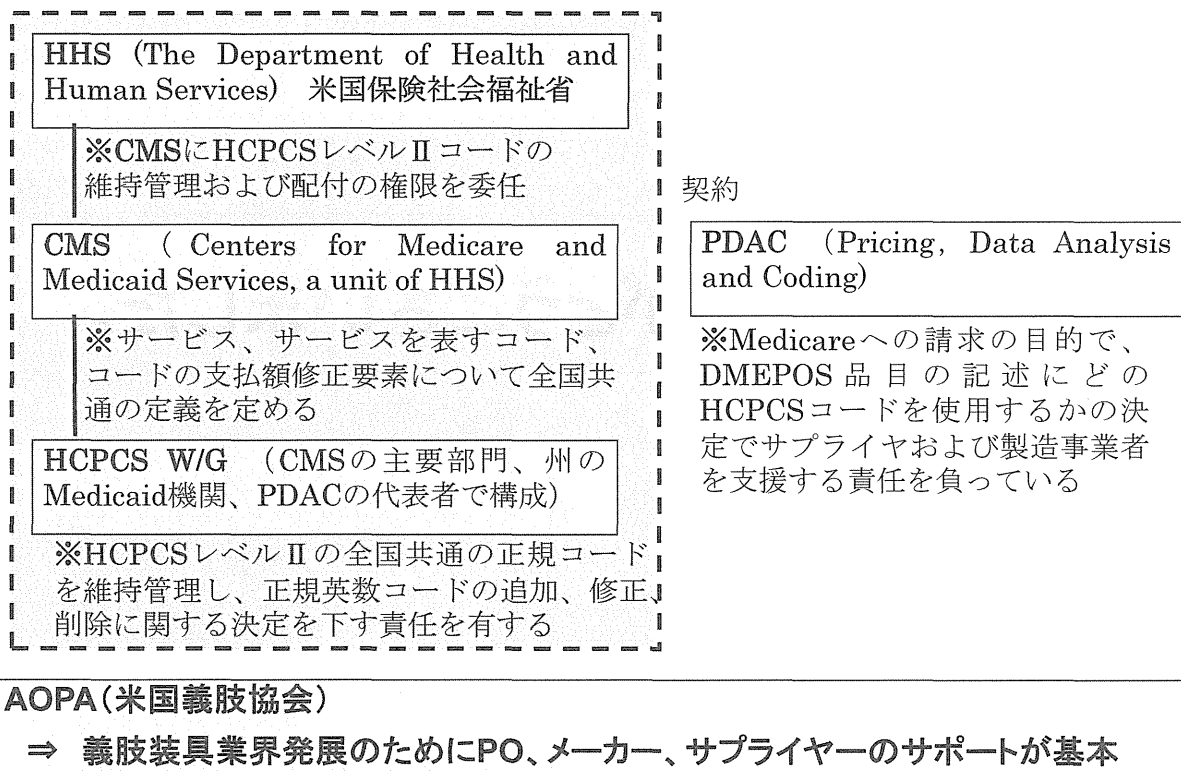 HHS (The Department of Health and
Human Services) 米国保険社会福祉省
※CMSにHCPCSレベルⅡコードの
維持管理および配付の権限を委任
CMS ( Centers for Medicare and
Medicaid Services, a unit of HHS)
※サービス、サービスを表すコード、
コードの支払額修正要素について全国共
通の定義を定める
HCPCS W/G (CMSの主要部門、州の
Medicaid機関、PDACの代表者で構成)
※HCPCSレベルⅡの全国共通の正規コード
を維持管理し、正規英数コードの追加、修正、
削除に関する決定を下す責任を有する
契約
PDAC (Pricing, Data Analysis
and Coding)
※Medicareへの請求の目的で、
DMEPOS品目の記述にどの
HCPCSコードを使用するかの決
定でサプライヤおよび製造事業者
を支援する責任を負っている
AOPA(米国義肢協会)
⇒ 義肢装具業界発展のためにPO、メーカー、サプライヤーのサポートが基本